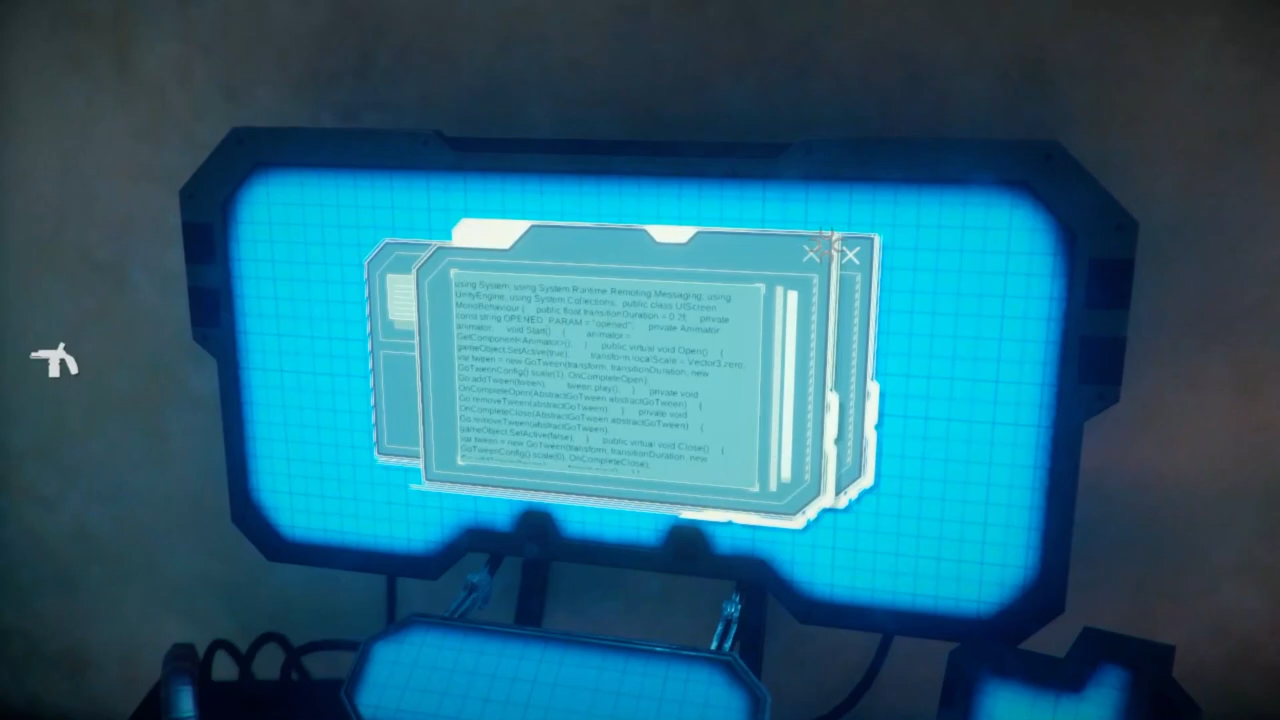 using System; using System.Runtime.Remoting.Messaging; using
UnityEngine; using System.Collections; public class UIScreen
MonoBehaviour { public float transitionDuration = 0.2f; private
const string OPENED_PARAM = "opened"; private Animator
animator; void Start() { animator =
GetComponent<Animator>(); } public virtual void Open() {
gameObject.SetActive(true); transform.localScale = Vector3.zero;
var tween = new GoTween(transform, transitionDuration, new
GoTweenConfig().scale(1), OnCompleteOpen);
Go.addTween(tween); tween.play(); } private void
OnCompleteOpen(AbstractGoTween abstractGoTween) {
Go.removeTween(abstractGoTween); } private void
OnCompleteClose(AbstractGoTween abstractGoTween) {
Go.removeTween(abstractGoTween);
gameObject.SetActive(false); } public virtual void Close() {
var tween = new GoTween(transform, transitionDuration, new
GoTweenConfig().scale(0), OnCompleteClose);